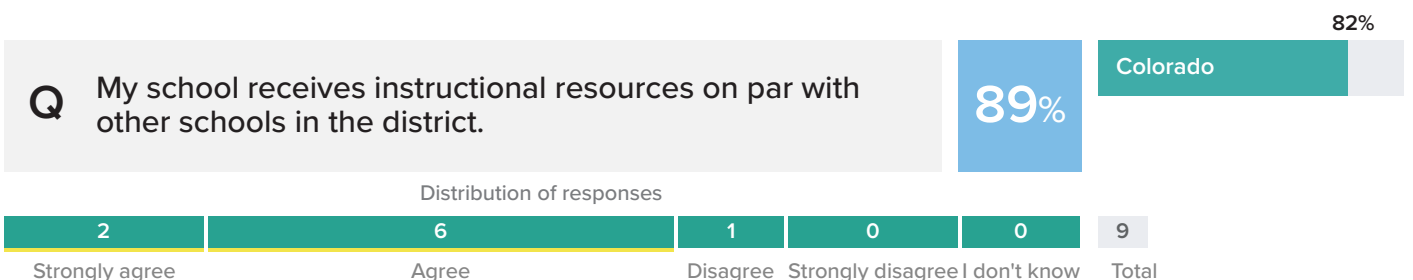 82%
Q
My school receives instructional resources on par with
other schools in the district.
89%
Colorado
Distribution of responses
2 6 1 0 0 9
Strongly agree Agree Disagree Strongly disagree I don't know Total